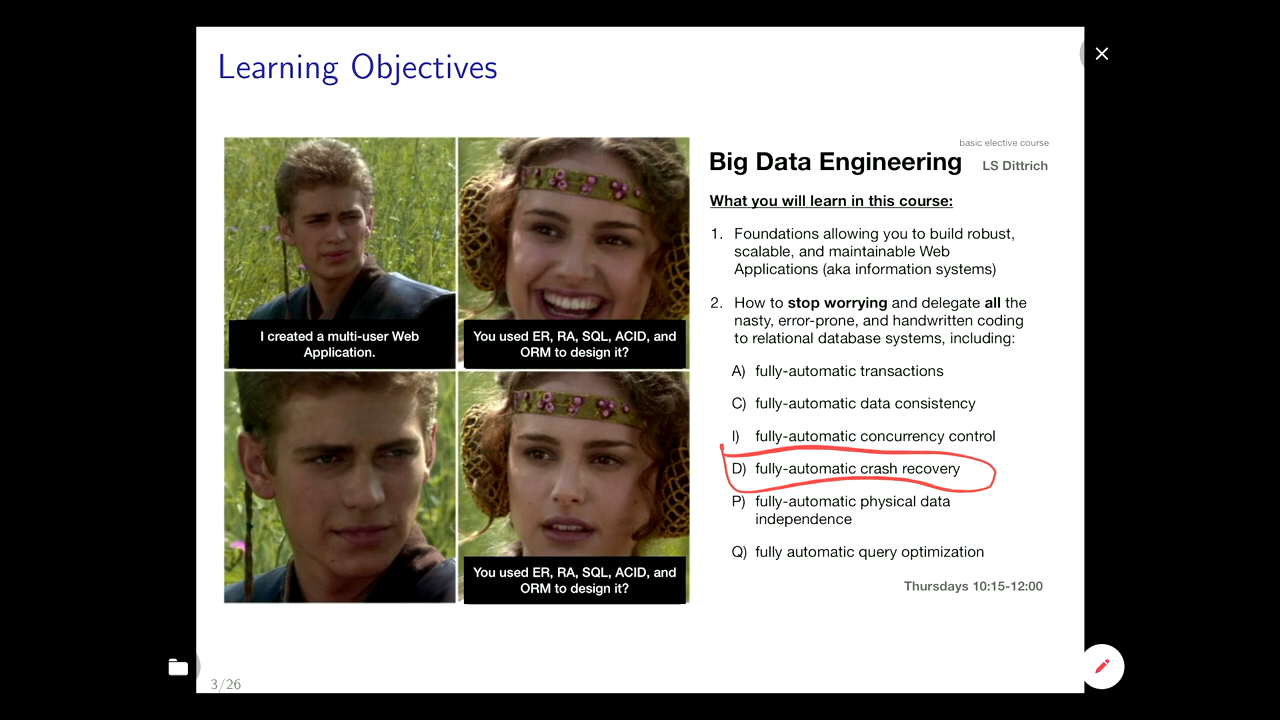 Learning Objectives
I created a multi-user Web
Application.
You used ER, RA, SQL, ACID, and
ORM to design it?
You used ER, RA, SQL, ACID, and
ORM to design it?
basic elective course
Big Data Engineering
LS Dittrich
What you will learn in this course:
1. Foundations allowing you to build robust,
scalable, and maintainable Web
Applications (aka information systems)
2. How to stop worrying and delegate all the
nasty, error-prone, and handwritten coding
to relational database systems, including:
A) fully-automatic transactions
C) fully-automatic data consistency
I) fully-automatic concurrency control
D) fully-automatic crash recovery
P) fully-automatic physical data
independence
Q) fully automatic query optimization
Thursdays 10:15-12:00
3/26